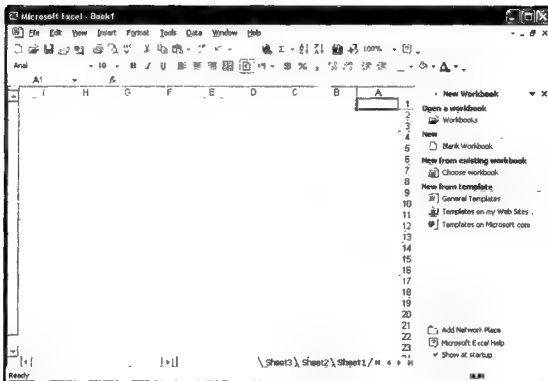 Microsoft Excel - Book1
File Edit View Insert Format Tools Data Window Help
100%
Arial 10 B I U $ % ,
A1 fx
I H G F E D C B A
1
2
3
4
5
6
7
8
9
10
11
12
13
14
15
16
17
18
19
20
21
22
23
New Workbook
Open a workbook
Workbooks
New
Blank Workbook
New from existing workbook
Choose workbook
New from template
General Templates
Templates on my Web Sites
Templates on Microsoft com
Add Network Place
Microsoft Excel Help
Show at startup
Sheet3 Sheet2 Sheet1
Ready